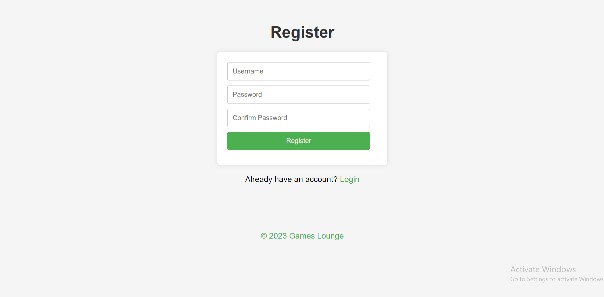 Register
Username
Password
Confirm Password
Register
Already have an account? Login
© 2023 Games Lounge
Activate Windows
Go to Settings to activate Windows